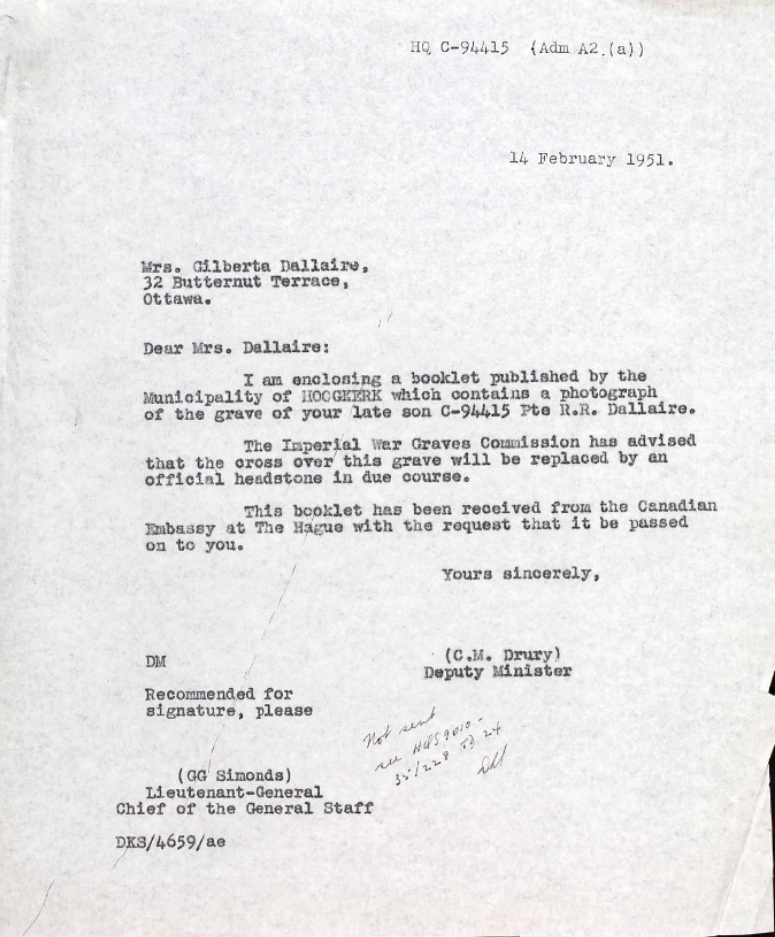 HQ C-94415 (Adm A2.(a))
14 February 1951.
Mrs. Gilberta Dallaire,
32 Butternut Terrace,
Ottawa.
Dear Mrs. Dallaire:
I am enclosing a booklet published by the
Municipality of HOOGKERK which contains a photograph
of the grave of your late son C-94415 Pte R.R. Dallaire.
The Imperial War Graves Commission has advised
that the cross over this grave will be replaced by an
official headstone in due course.
This booklet has been received from the Canadian
Embassy at The Hague with the request that it be passed
on to you.
Yours sincerely,
(C.M. Drury)
Deputy Minister
DM
Recommended for
signature, please
Not sent
see HQS 9010-
35/228
(GG Simonds)
Lieutenant-General
Chief of the General Staff
DKS/4659/ae